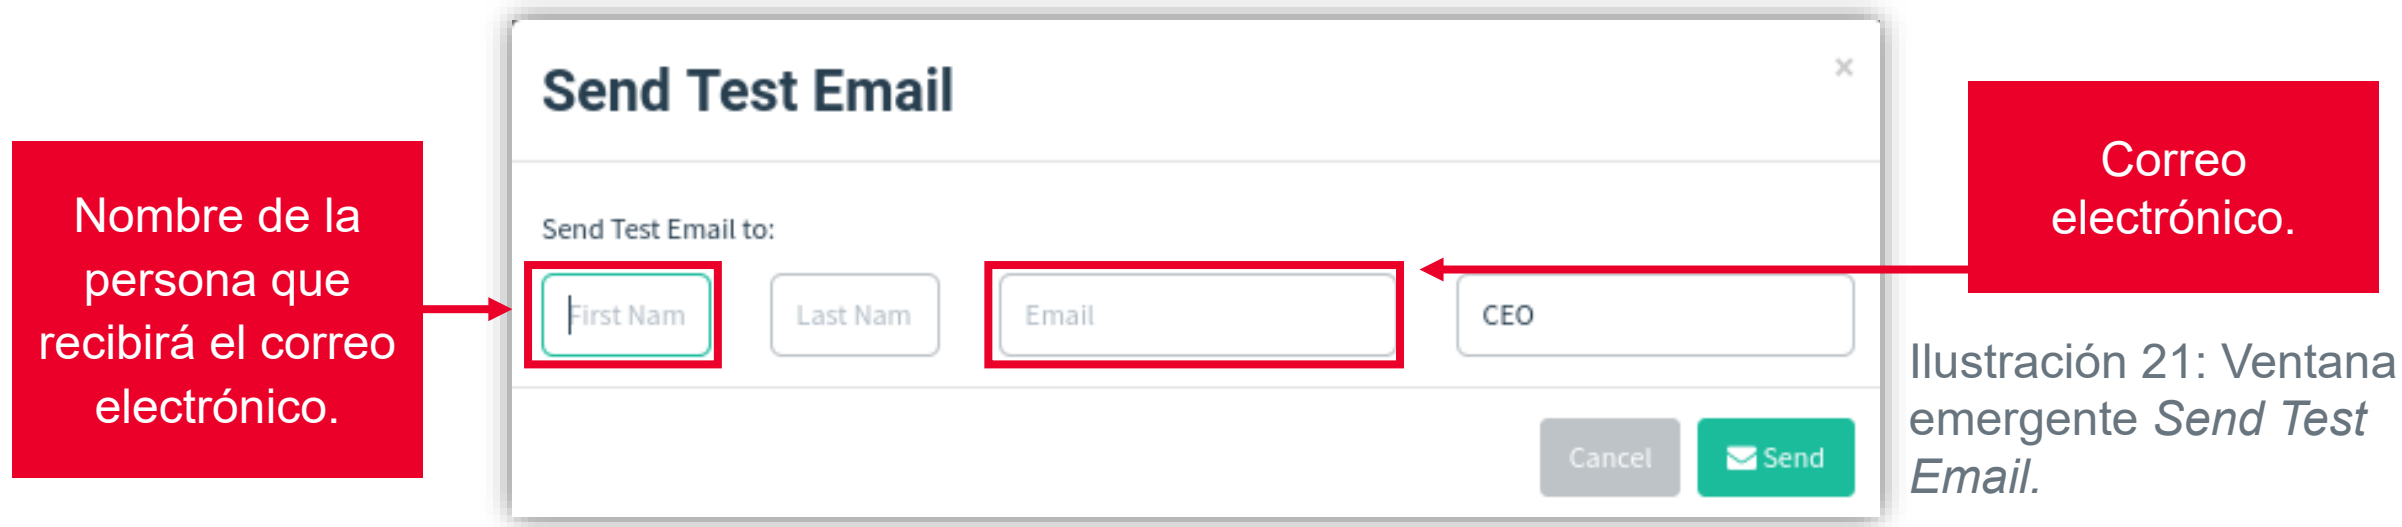 Nombre de la
persona que
recibirá el correo
electrónico.
Send Test Email
×
Send Test Email to:
First Nam
Last Nam
Email
CEO
Cancel
Send
Correo
electrónico.
Ilustración 21: Ventana
emergente Send Test
Email.